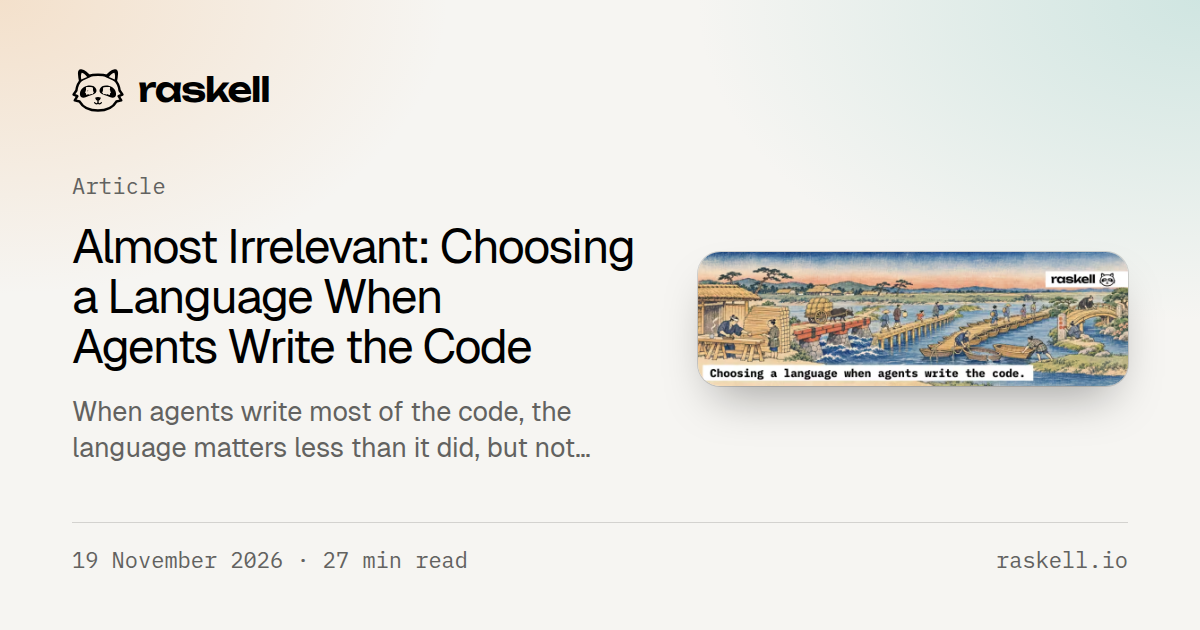 raskell
Article
Almost Irrelevant: Choosing
a Language When
Agents Write the Code
When agents write most of the code, the
language matters less than it did, but not…
raskell
Choosing a language when agents write the code.
19 November 2026 · 27 min read
raskell.io